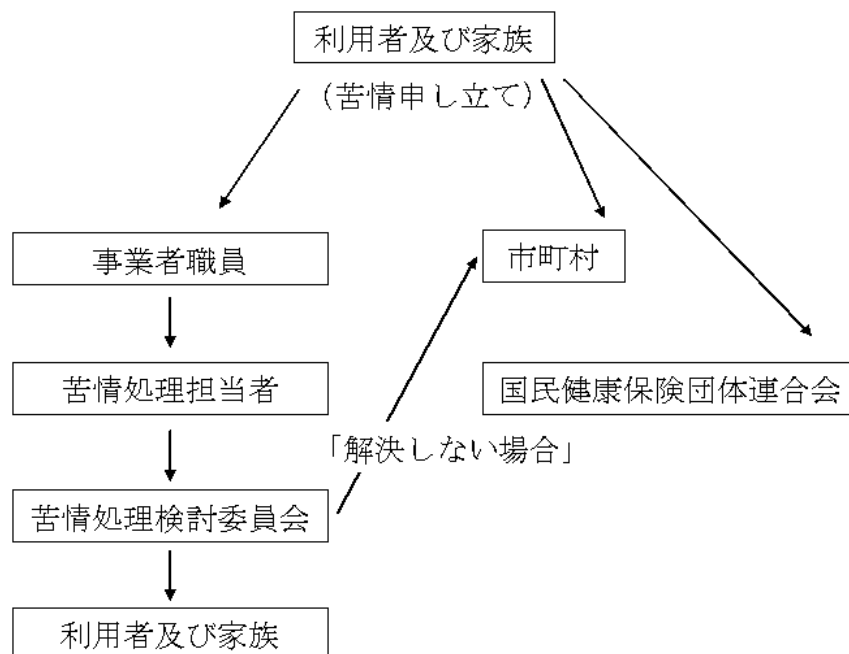 利用者及び家族
（苦情申し立て）
事業者職員
市町村
苦情処理担当者
国民健康保険団体連合会
「解決しない場合」
苦情処理検討委員会
利用者及び家族